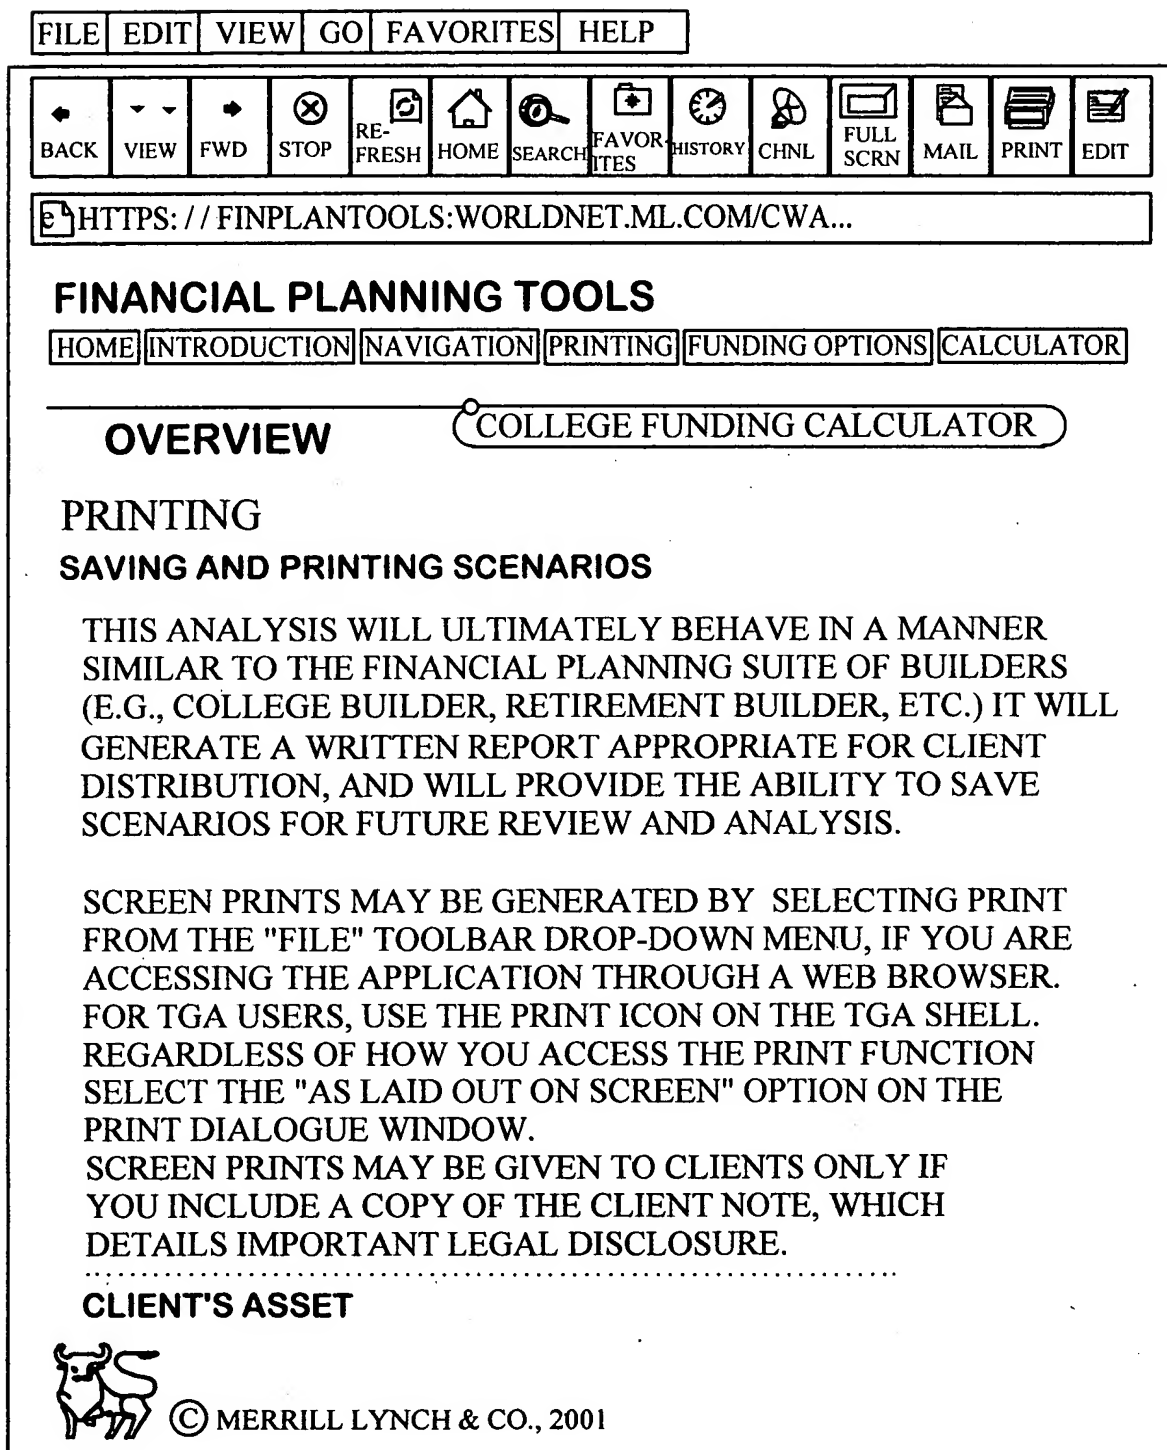 FILE EDIT VIEW GO FAVORITES HELP
BACK VIEW FWD STOP RE-FRESH HOME SEARCH FAVOR-ITES HISTORY CHNL FULL SCRN MAIL PRINT EDIT
HTTPS: / / FINPLANTOOLS:WORLDNET.ML.COM/CWA...
FINANCIAL PLANNING TOOLS
HOME INTRODUCTION NAVIGATION PRINTING FUNDING OPTIONS CALCULATOR
OVERVIEW COLLEGE FUNDING CALCULATOR
PRINTING
SAVING AND PRINTING SCENARIOS
THIS ANALYSIS WILL ULTIMATELY BEHAVE IN A MANNER
SIMILAR TO THE FINANCIAL PLANNING SUITE OF BUILDERS
(E.G., COLLEGE BUILDER, RETIREMENT BUILDER, ETC.) IT WILL
GENERATE A WRITTEN REPORT APPROPRIATE FOR CLIENT
DISTRIBUTION, AND WILL PROVIDE THE ABILITY TO SAVE
SCENARIOS FOR FUTURE REVIEW AND ANALYSIS.
SCREEN PRINTS MAY BE GENERATED BY SELECTING PRINT
FROM THE "FILE" TOOLBAR DROP-DOWN MENU, IF YOU ARE
ACCESSING THE APPLICATION THROUGH A WEB BROWSER.
FOR TGA USERS, USE THE PRINT ICON ON THE TGA SHELL.
REGARDLESS OF HOW YOU ACCESS THE PRINT FUNCTION
SELECT THE "AS LAID OUT ON SCREEN" OPTION ON THE
PRINT DIALOGUE WINDOW.
SCREEN PRINTS MAY BE GIVEN TO CLIENTS ONLY IF
YOU INCLUDE A COPY OF THE CLIENT NOTE, WHICH
DETAILS IMPORTANT LEGAL DISCLOSURE.
CLIENT'S ASSET
© MERRILL LYNCH & CO., 2001